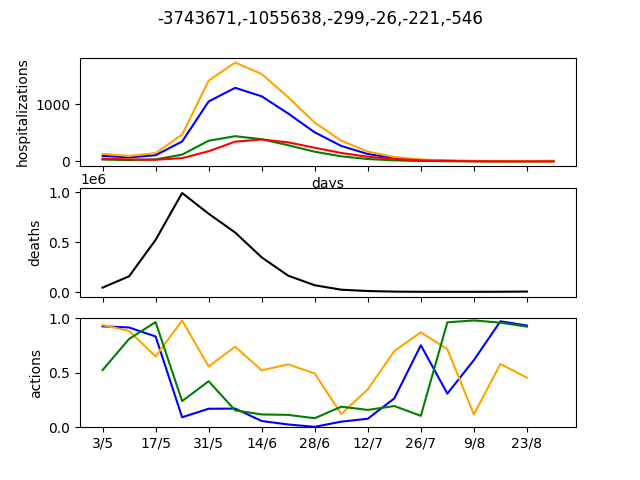 -3743671,-1055638,-299,-26,-221,-546
hospitalizations
1000
0
days
1e6
deaths
1.0
0.5
0.0
actions
1.0
0.5
0.0
3/5 17/5 31/5 14/6 28/6 12/7 26/7 9/8 23/8